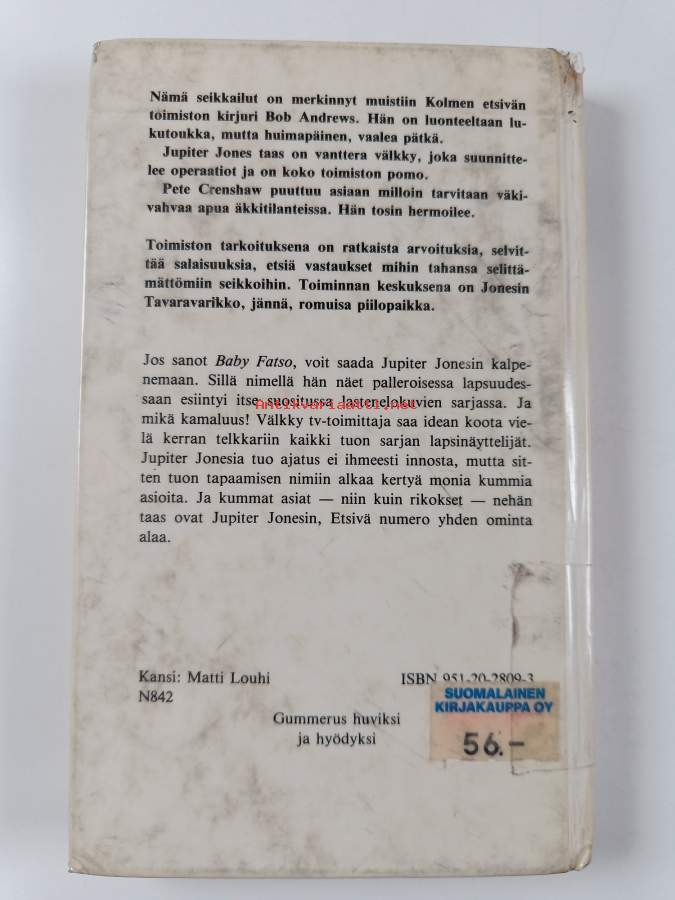 Nämä seikkailut on merkinnyt muistiin Kolmen etsivän
toimiston kirjuri Bob Andrews. Hän on luonteeltaan lu-
kutoukka, mutta huimapäinen, vaalea pätkä.
Jupiter Jones taas on vanttera välkky, joka suunnitte-
lee operaatiot ja on koko toimiston pomo.
Pete Crenshaw puuttuu asiaan milloin tarvitaan väki-
vahvaa apua äkkitilanteissa. Hän tosin hermoilee.
Toimiston tarkoituksena on ratkaista arvoituksia, selvit-
tää salaisuuksia, etsiä vastaukset mihin tahansa selittä-
mättömiin seikkoihin. Toiminnan keskuksena on Jonesin
Tavaravarikko, jännä, romuisa piilopaikka.
Jos sanot Baby Fatso, voit saada Jupiter Jonesin kalpe-
nemaan. Sillä nimellä hän näet palleroisessa lapsuudes-
saan esiintyi itse suositussa lastenelokuvien sarjassa. Ja
Antikvariaatti.net
mikä kamaluus! Välkky tv-toimittaja saa idean koota vie-
lä kerran telkkariin kaikki tuon sarjan lapsinäyttelijät.
Jupiter Jonesia tuo ajatus ei ihmeesti innosta, mutta sit-
ten tuon tapaamisen nimiin alkaa kertyä monia kummia
asioita. Ja kummat asiat — niin kuin rikokset — nehän
taas ovat Jupiter Jonesin, Etsivä numero yhden ominta
alaa.
Kansi: Matti Louhi
ISBN 951-20-2809-3
N842
SUOMALAINEN
KIRJAKAUPPA OY
56.-
Gummerus huviksi
ja hyödyksi